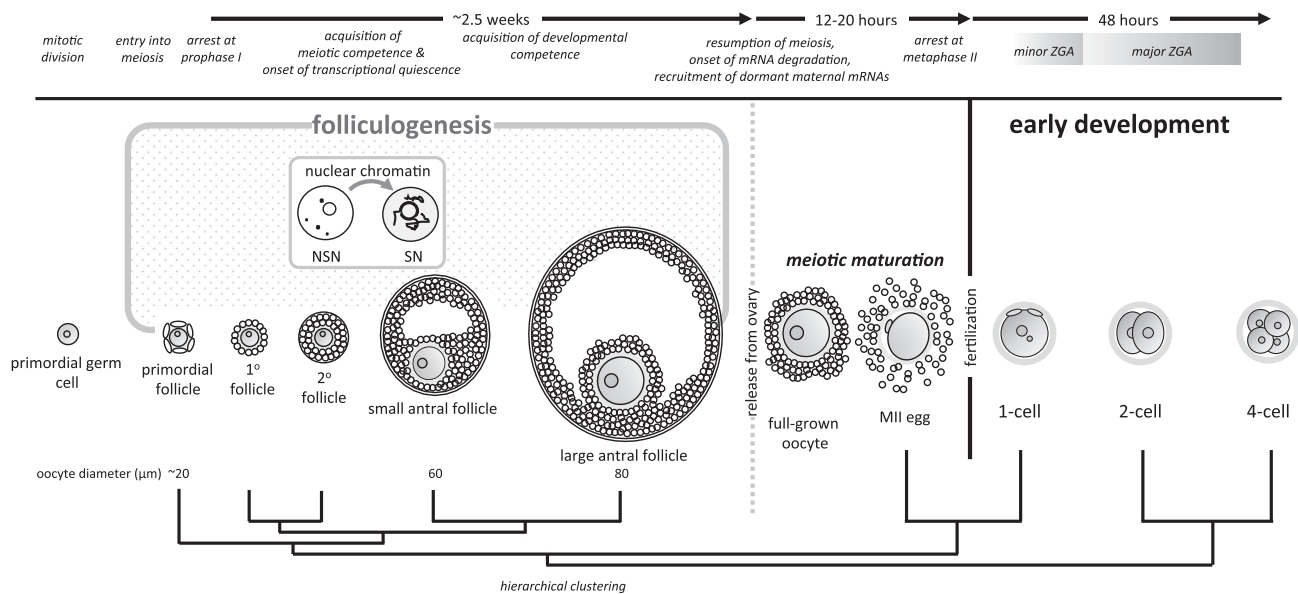 ~2.5 weeks
12-20 hours
48 hours
mitotic
division
entry into
meiosis
arrest at
prophase I
acquisition of
meiotic competence &
onset of transcriptional quiescence
acquisition of developmental
competence
resumption of meiosis,
onset of mRNA degradation,
recruitment of dormant maternal mRNAs
arrest at
metaphase II
minor ZGA
major ZGA
folliculogenesis
early development
nuclear chromatin
NSN
SN
meiotic maturation
release from ovary
fertilization
primordial germ
cell
primordial
follicle
1º
follicle
2º
follicle
small antral follicle
large antral follicle
full-grown
oocyte
MII egg
1-cell
2-cell
4-cell
oocyte diameter (µm) ~20
60
80
hierarchical clustering